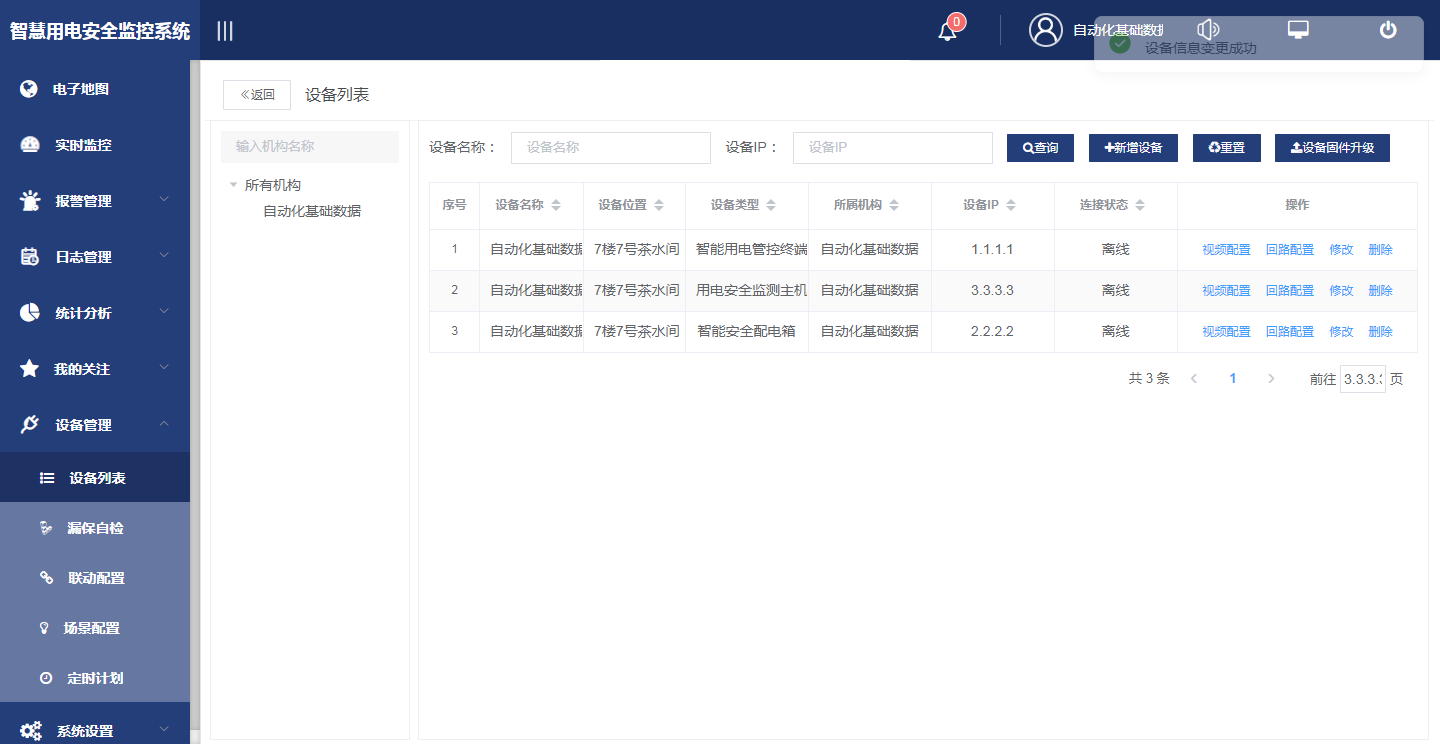 智慧用电安全监控系统
0
自动化基础数据
设备信息变更成功
电子地图
实时监控
报警管理
日志管理
统计分析
我的关注
设备管理
设备列表
漏保自检
联动配置
场景配置
定时计划
系统设置
返回 设备列表
输入机构名称
所有机构
自动化基础数据
设备名称： 设备名称 设备IP： 设备IP 查询 新增设备 重置 设备固件升级
序号 设备名称 设备位置 设备类型 所属机构 设备IP 连接状态 操作
1 自动化基础数据 7楼7号茶水间 智能用电管控终端 自动化基础数据 1.1.1.1 离线 视频配置 回路配置 修改 删除
2 自动化基础数据 7楼7号茶水间 用电安全监测主机 自动化基础数据 3.3.3.3 离线 视频配置 回路配置 修改 删除
3 自动化基础数据 7楼7号茶水间 智能安全配电箱 自动化基础数据 2.2.2.2 离线 视频配置 回路配置 修改 删除
共 3 条 1 前往 3.3.3.3 页